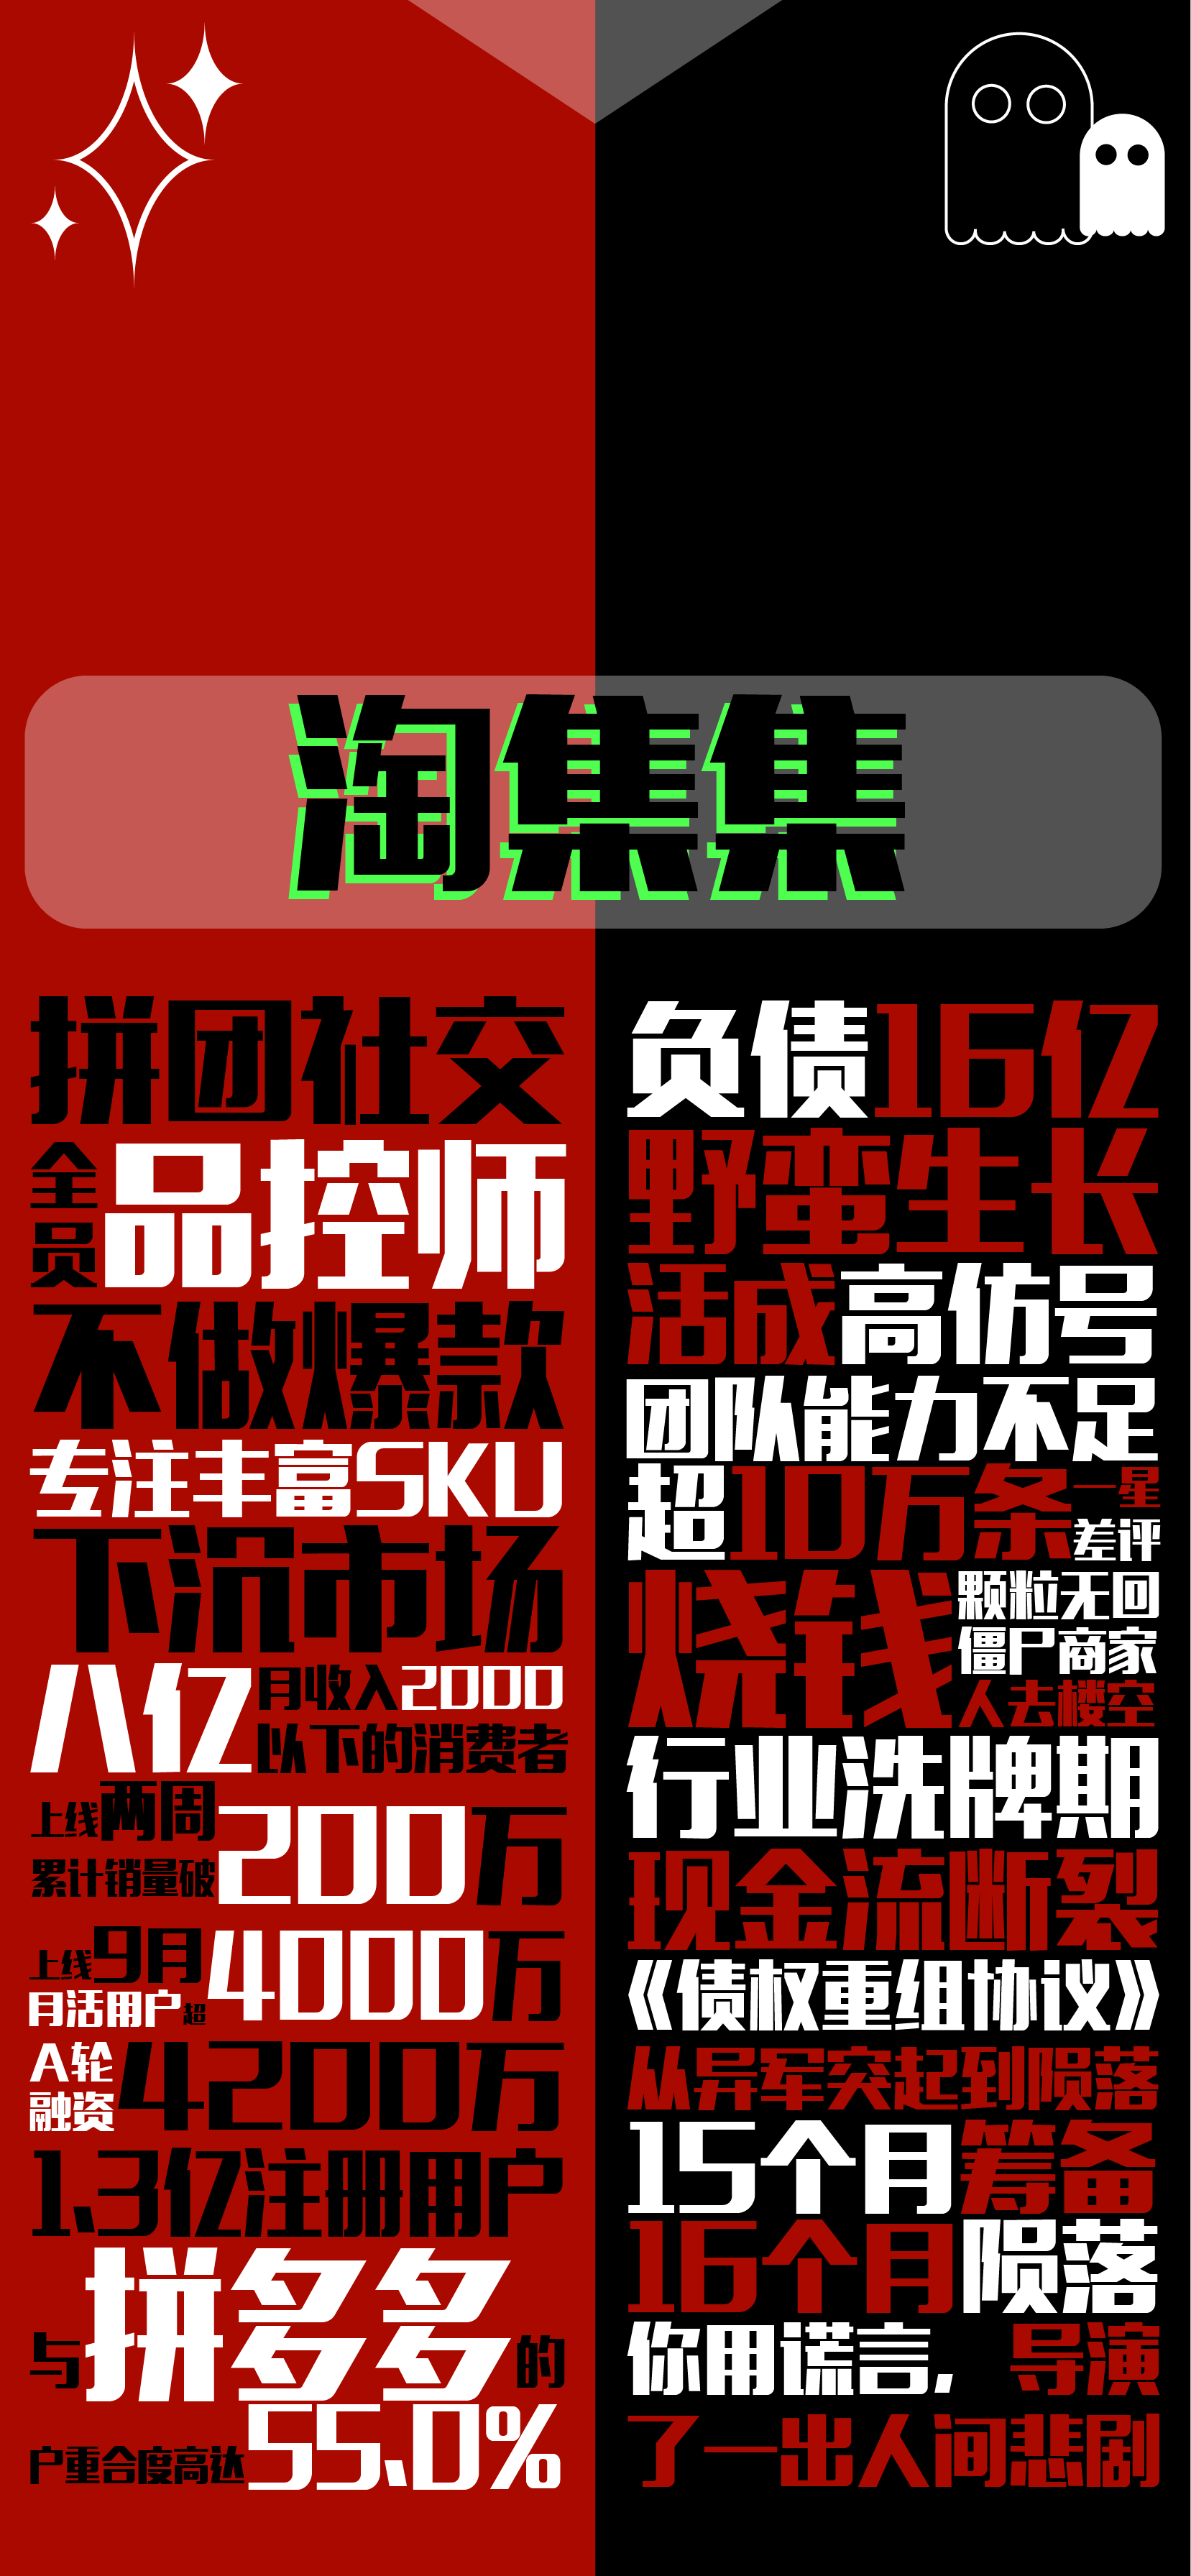 淘集集
拼团社交
全员品控师
不做爆款
专注丰富SKU
下沉市场
八亿月收入2000
以下的消费者
上线两周
累计销量破200万
上线9月
月活用户超4000万
A轮
融资4200万
1.3亿注册用户
与拼多多的
户重合度高达55.0%
负债16亿
野蛮生长
活成高仿号
团队能力不足
超10万条一星
差评
烧钱颗粒无回
僵尸商家
人去楼空
行业洗牌期
现金流断裂
《债权重组协议》
从异军突起到陨落
15个月筹备
16个月陨落
你用谎言，导演
了一出人间悲剧